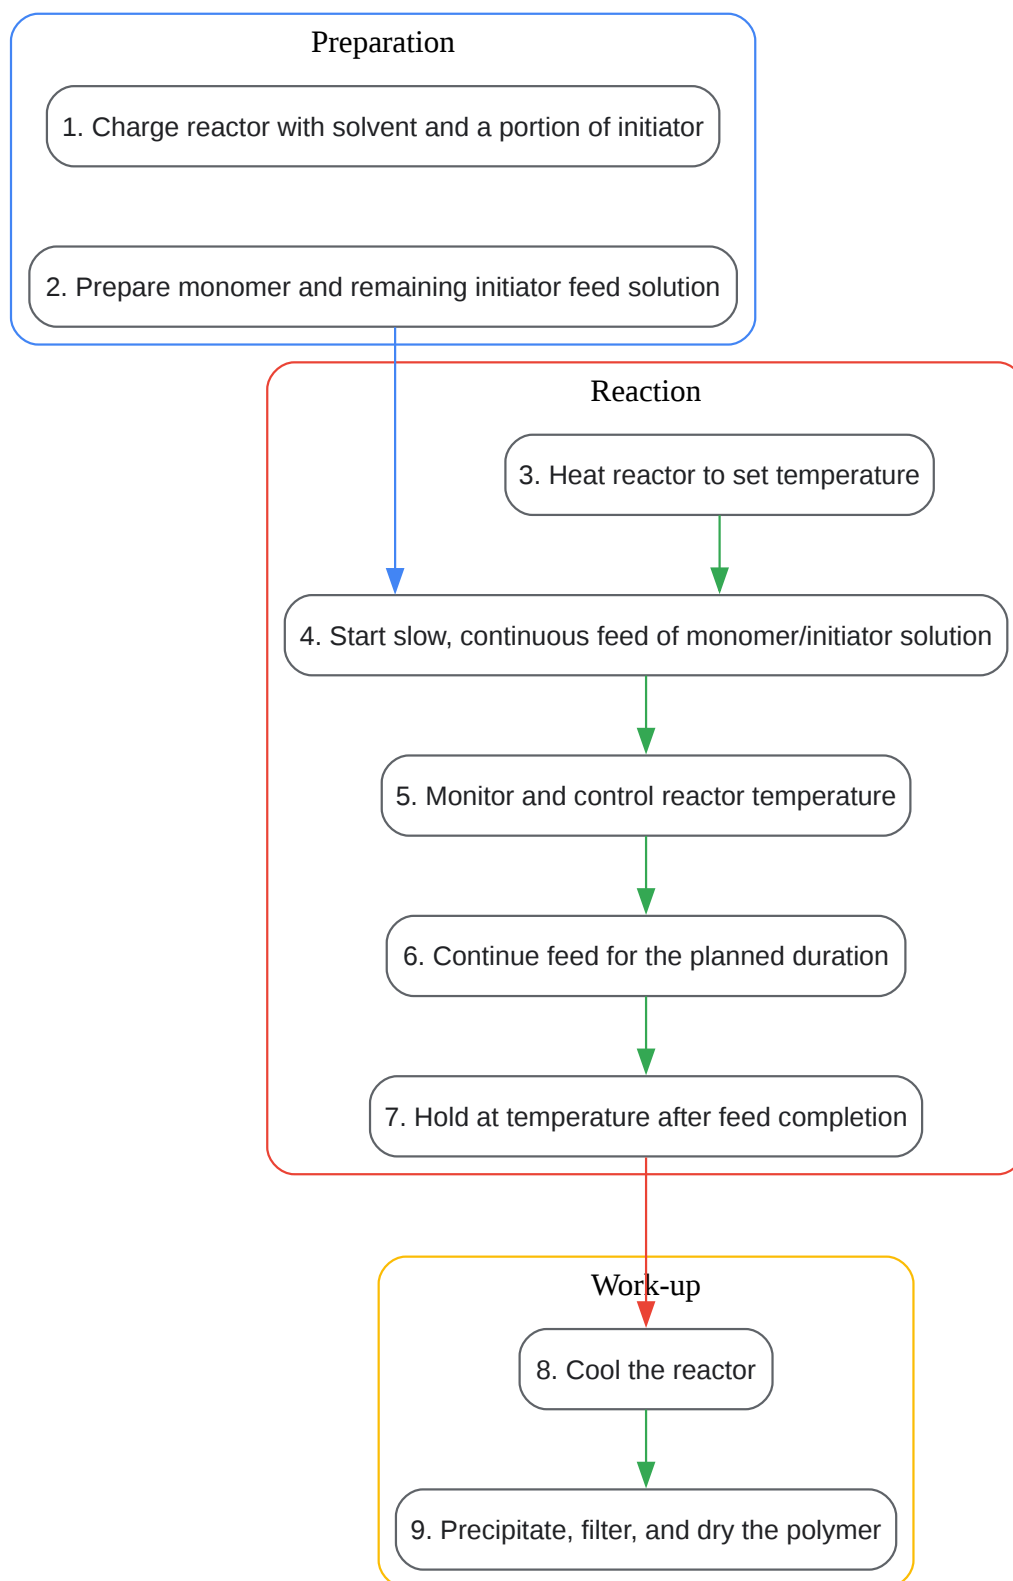 Preparation
1. Charge reactor with solvent and a portion of initiator
2. Prepare monomer and remaining initiator feed solution
Reaction
3. Heat reactor to set temperature
4. Start slow, continuous feed of monomer/initiator solution
5. Monitor and control reactor temperature
6. Continue feed for the planned duration
7. Hold at temperature after feed completion
Work-up
8. Cool the reactor
9. Precipitate, filter, and dry the polymer